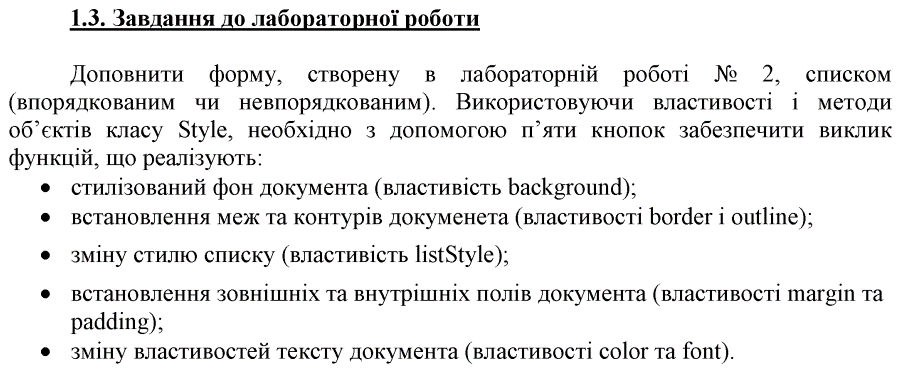 1.3. Завдання до лабораторної роботи
Доповнити форму, створену в лабораторній роботі № 2, списком
(впорядкованим чи невпорядкованим). Використовуючи властивості і методи
об’єктів класу Style, необхідно з допомогою п’яти кнопок забезпечити виклик
функцій, що реалізують:
• стилізований фон документа (властивість background);
• встановлення меж та контурів докуменета (властивості border і outline);
• зміну стилю списку (властивість listStyle);
• встановлення зовнішніх та внутрішніх полів документа (властивості margin та
padding);
• зміну властивостей тексту документа (властивості color та font).